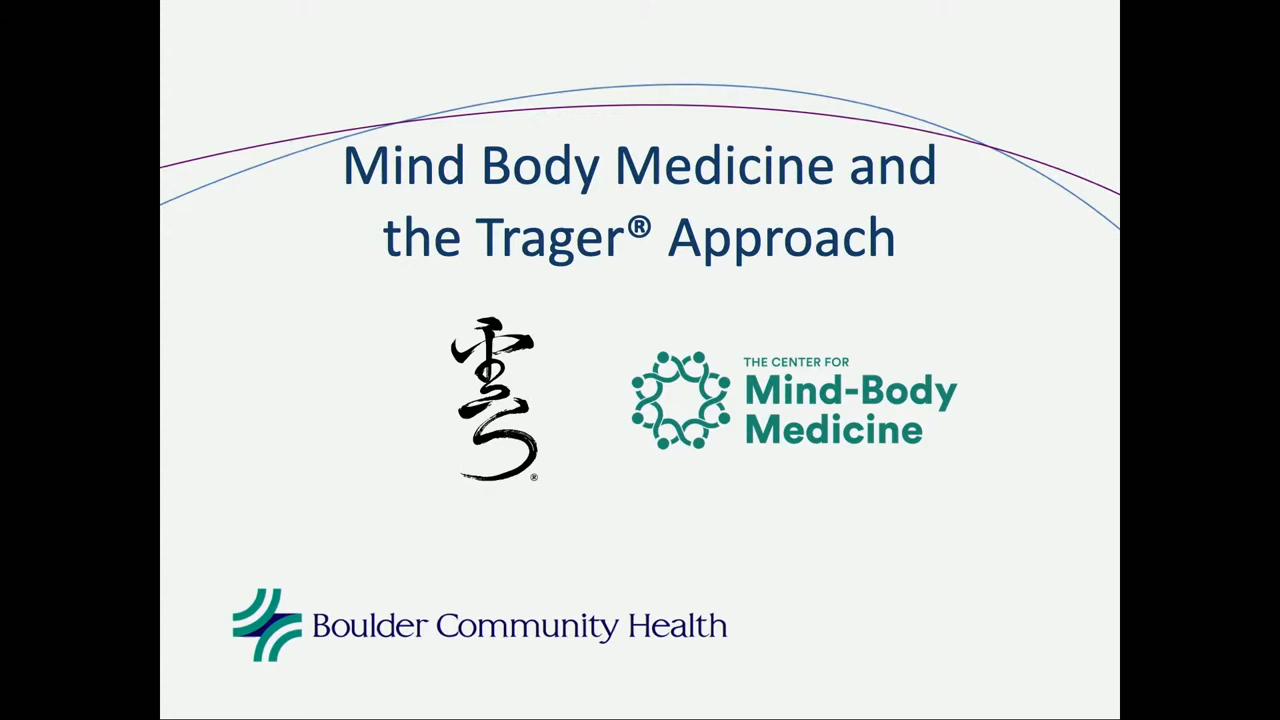 Mind Body Medicine and
the Trager® Approach
®
THE CENTER FOR
Mind-Body
Medicine
Boulder Community Health